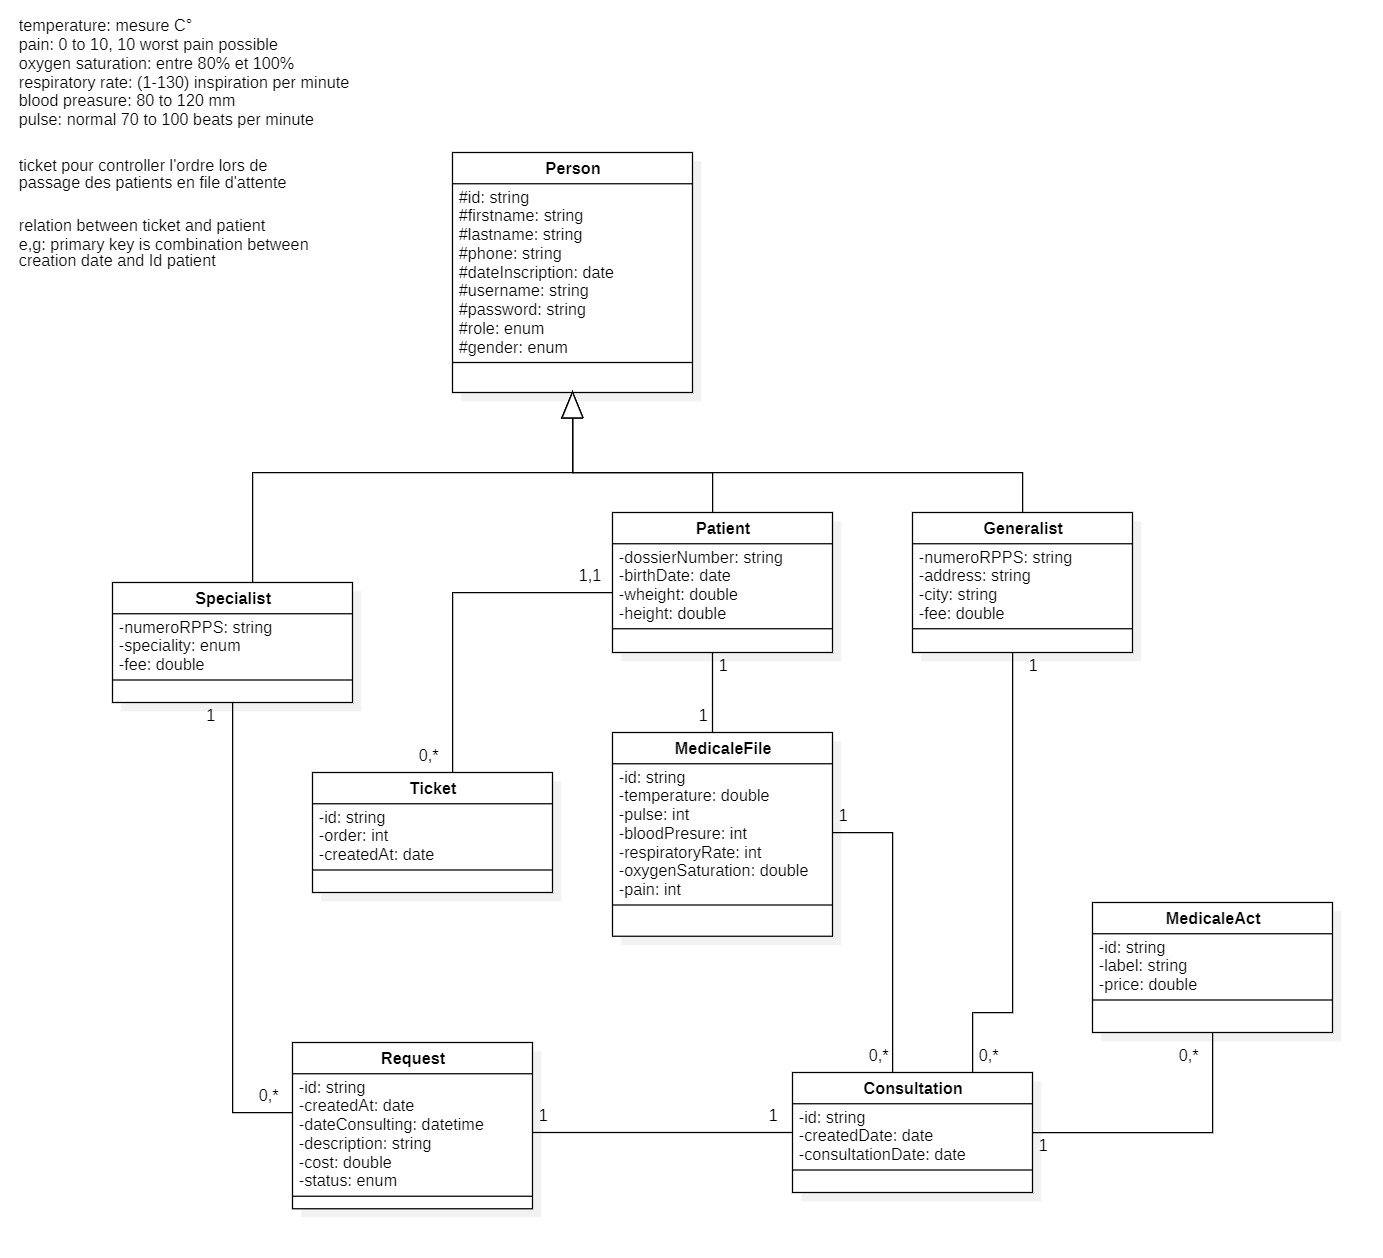 temperature: mesure C°
pain: 0 to 10, 10 worst pain possible
oxygen saturation: entre 80% et 100%
respiratory rate: (1-130) inspiration per minute
blood preasure: 80 to 120 mm
pulse: normal 70 to 100 beats per minute
ticket pour controller l'ordre lors de
passage des patients en file d'attente
relation between ticket and patient
e,g: primary key is combination between
creation date and Id patient
Person
#id: string
#firstname: string
#lastname: string
#phone: string
#dateInscription: date
#username: string
#password: string
#role: enum
#gender: enum
Patient
-dossierNumber: string
-birthDate: date
-wheight: double
-height: double
Generalist
-numeroRPPS: string
-address: string
-city: string
-fee: double
1,1
Specialist
-numeroRPPS: string
-speciality: enum
-fee: double
1
1
1
1
0,*
MedicaleFile
-id: string
-temperature: double
-pulse: int
-bloodPresure: int
-respiratoryRate: int
-oxygenSaturation: double
-pain: int
Ticket
-id: string
-order: int
-createdAt: date
1
MedicaleAct
-id: string
-label: string
-price: double
0,*
0,*
0,*
0,*
Request
-id: string
-createdAt: date
-dateConsulting: datetime
-description: string
-cost: double
-status: enum
1
1
Consultation
-id: string
-createdDate: date
-consultationDate: date
1